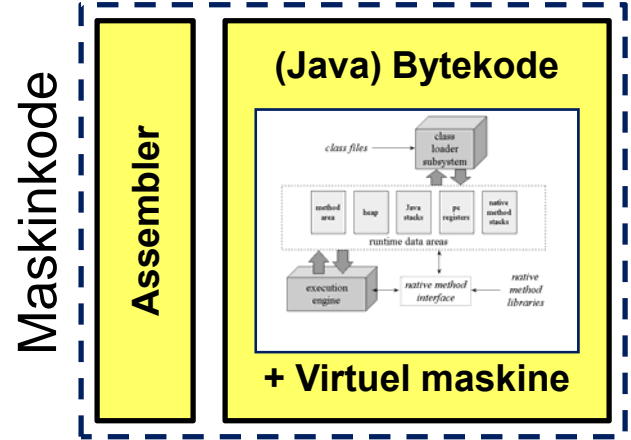 Maskinkode
Assembler
(Java) Bytekode
class files
class
loader
subsystem
method
area
heap
Java
stacks
pc
registers
native
method
stacks
runtime data areas
execution
engine
native method
interface
native
method
libraries
+ Virtuel maskine